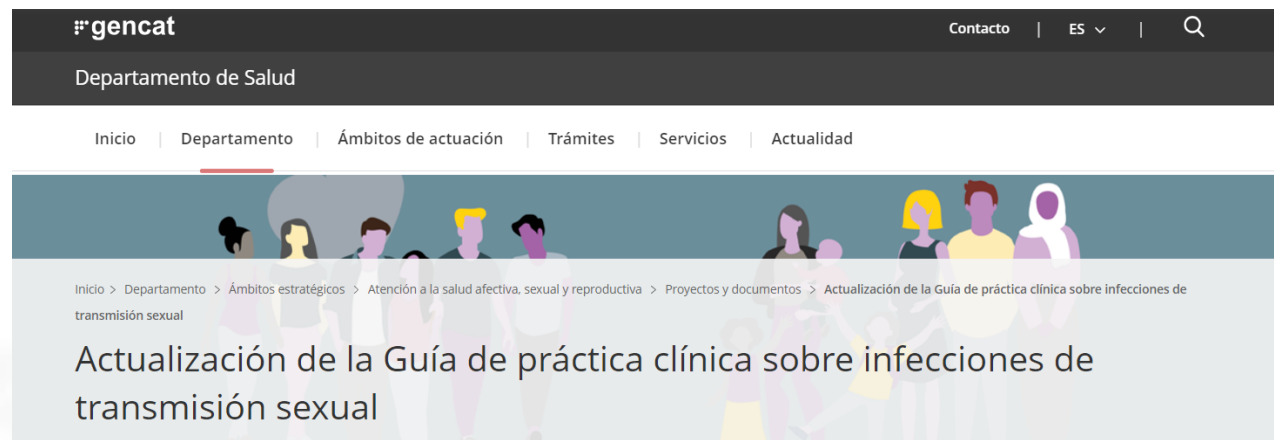 gencat
Contacto | ES |
Departamento de Salud
Inicio | Departamento | Ámbitos de actuación | Trámites | Servicios | Actualidad
Inicio > Departamento > Ámbitos estratégicos > Atención a la salud afectiva, sexual y reproductiva > Proyectos y documentos > Actualización de la Guía de práctica clínica sobre infecciones de
transmisión sexual
Actualización de la Guía de práctica clínica sobre infecciones de
transmisión sexual